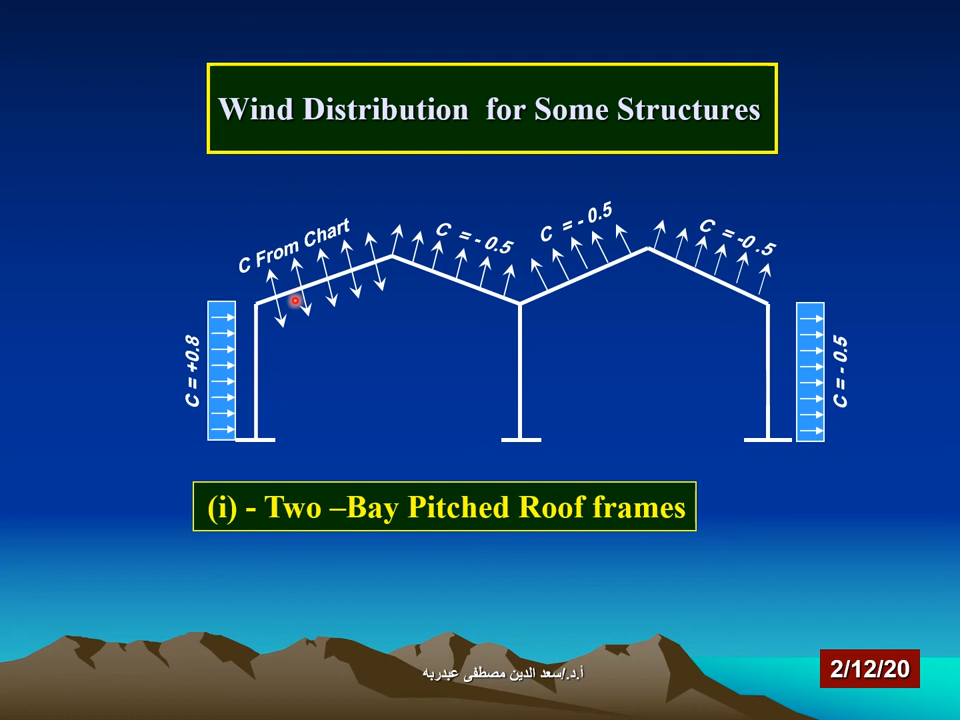 Wind Distribution for Some Structures
C From Chart
C = - 0.5
C = - 0.5
C = -0 .5
C = +0.8
C = - 0.5
(i) - Two –Bay Pitched Roof frames
أ.د./سعد الدين مصطفى عبدربه
2/12/20